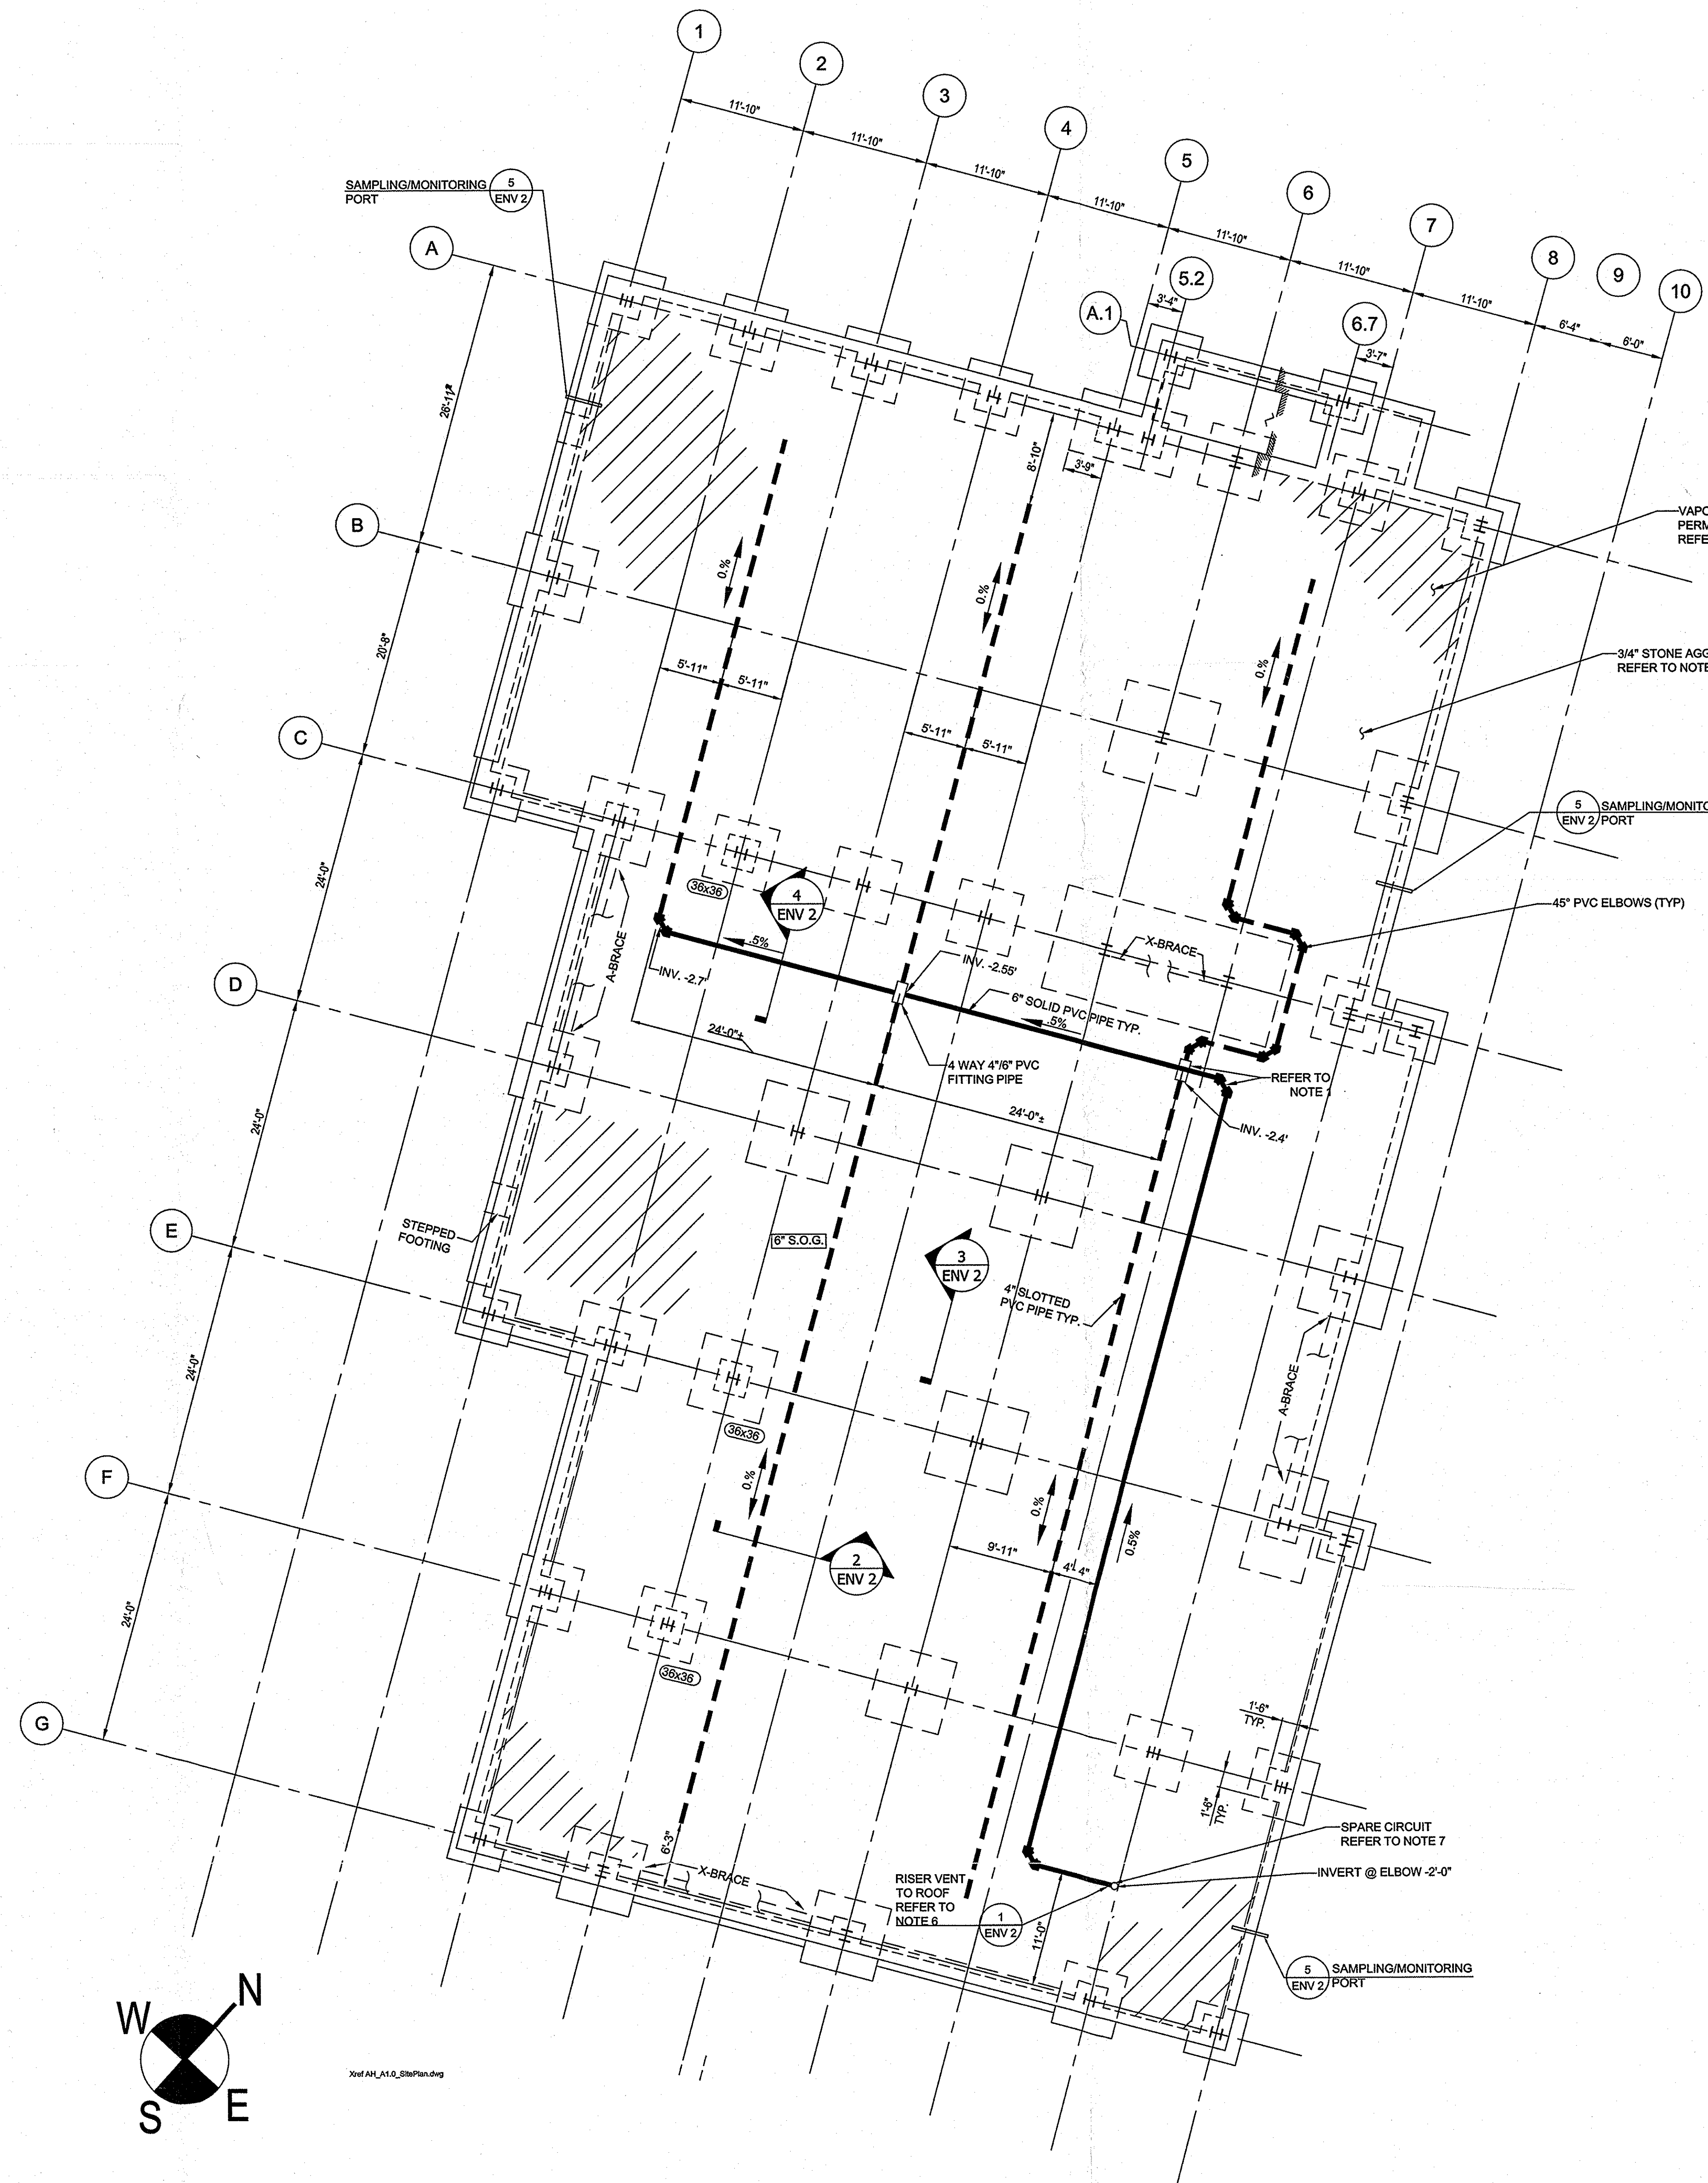 1
2
3
4
5
6
7
8
9
10
11'-10"
11'-10"
11'-10"
11'-10"
11'-10"
11'-10"
11'-10"
6'-4"
6'-0"
5.2
3'-4"
A.1
6.7
3'-7"
SAMPLING/MONITORING
PORT
5
ENV 2
A
B
C
D
E
F
G
20'-8"
24'-0"
24'-0"
24'-0"
24'-0"
8'-10"
3'-9"
0.%
0.%
0.%
5'-11"
5'-11"
5'-11"
5'-11"
VAPO
PERM
REFE
3/4" STONE AGG
REFER TO NOTE
5
ENV 2
SAMPLING/MONITO
PORT
45° PVC ELBOWS (TYP)
36x36
4
ENV 2
X-BRACE
A-BRACE
.5%
INV. -2.7'
INV. -2.55'
6" SOLID PVC PIPE TYP.
.5%
24'-0"±
4 WAY 4"/6" PVC
FITTING PIPE
REFER TO
NOTE 1
24'-0"±
INV. -2.4'
STEPPED
FOOTING
6" S.O.G.
3
ENV 2
4" SLOTTED
PVC PIPE TYP.
A-BRACE
36x36
0.%
0.%
0.5%
9'-11"
4'-4"
2
ENV 2
36x36
1'-6"
TYP.
1'-6"
TYP.
6'-3"
X-BRACE
RISER VENT
TO ROOF
REFER TO
NOTE 6
1
ENV 2
11'-0"
SPARE CIRCUIT
REFER TO NOTE 7
INVERT @ ELBOW -2'-0"
5
ENV 2
SAMPLING/MONITORING
PORT
W
N
S
E
Xref AH_A1.0_SitePlan.dwg